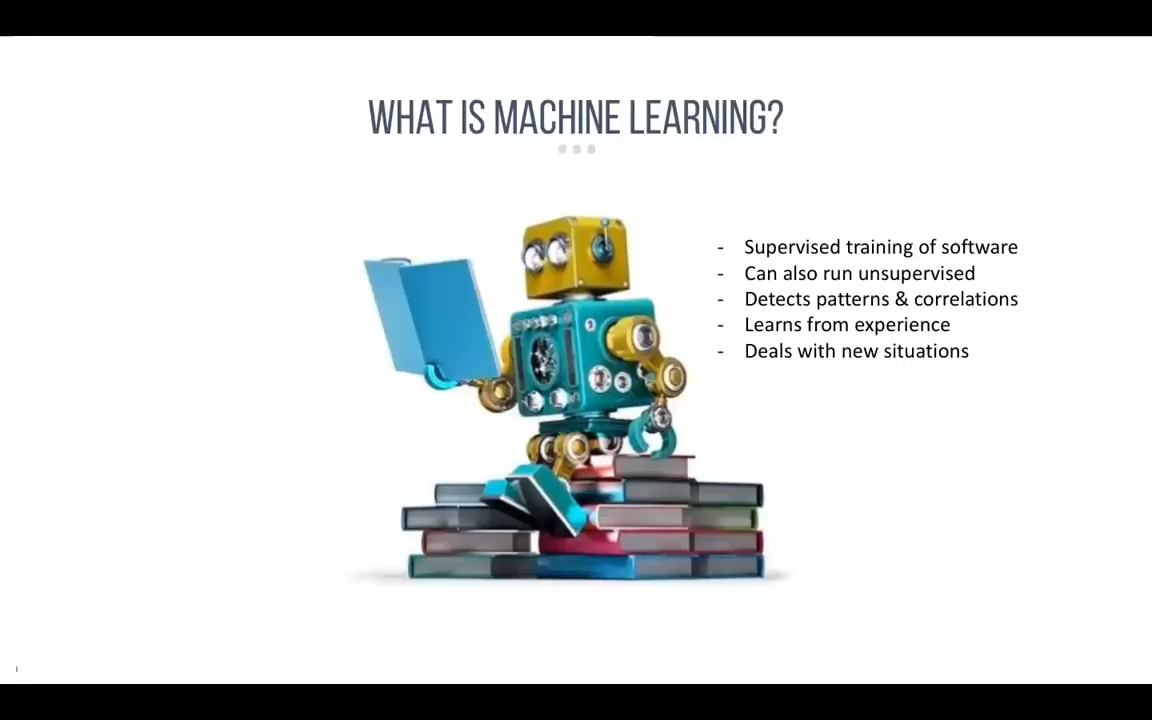 WHAT IS MACHINE LEARNING?
- Supervised training of software
- Can also run unsupervised
- Detects patterns & correlations
- Learns from experience
- Deals with new situations